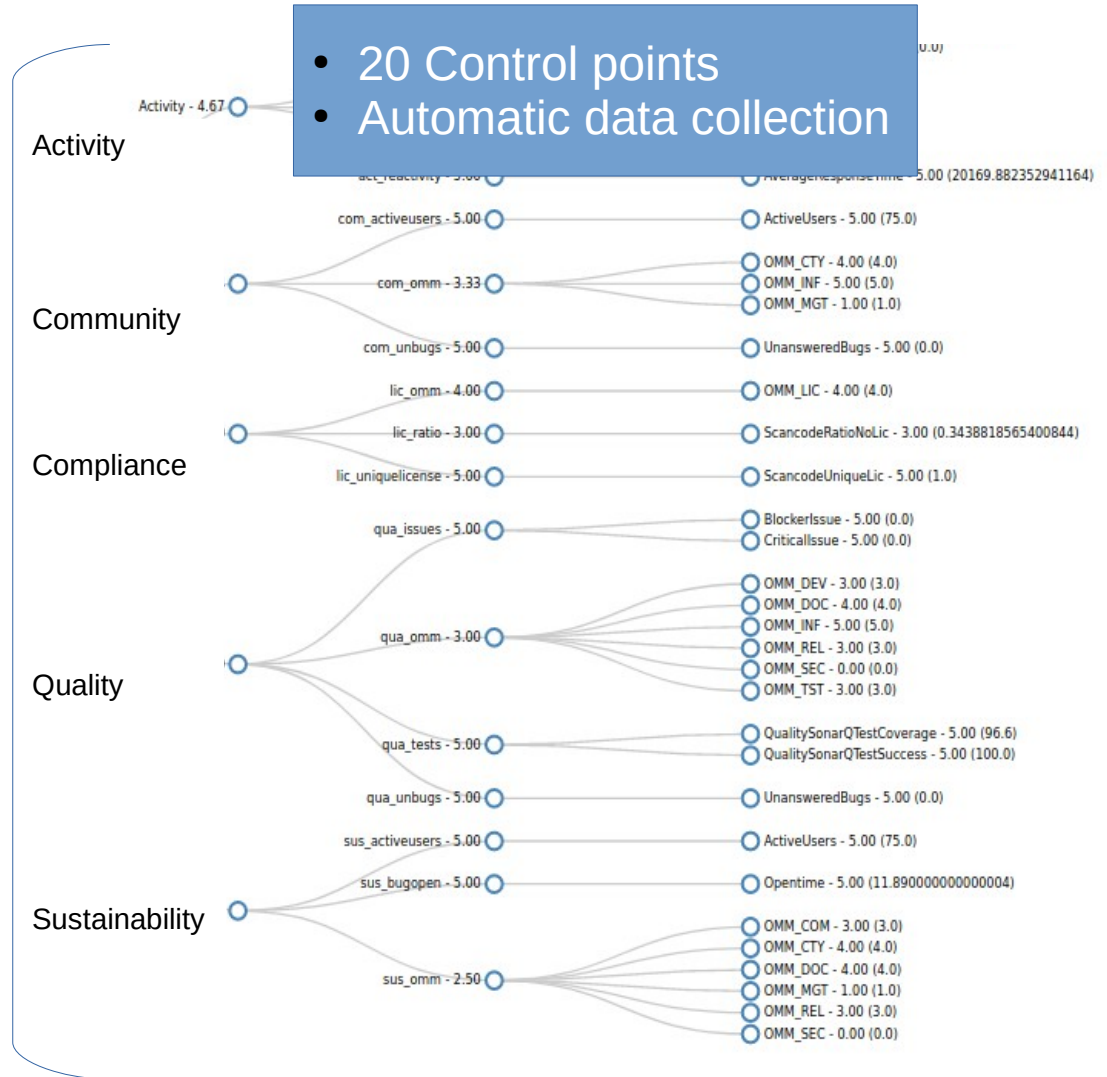 20 Control points
Automatic data collection
0.0)
Activity - 4.67
Activity
act_reactivity - 5.00
AverageResponseTime - 5.00 (20169.882352941164)
com_activeusers - 5.00
ActiveUsers - 5.00 (75.0)
OMM_CTY - 4.00 (4.0)
com_omm - 3.33
OMM_INF - 5.00 (5.0)
OMM_MGT - 1.00 (1.0)
Community
com_unbugs - 5.00
UnansweredBugs - 5.00 (0.0)
lic_omm - 4.00
OMM_LIC - 4.00 (4.0)
lic_ratio - 3.00
ScancodeRatioNoLic - 3.00 (0.3438818565400844)
Compliance
lic_uniquelicense - 5.00
ScancodeUniqueLic - 5.00 (1.0)
qua_issues - 5.00
BlockerIssue - 5.00 (0.0)
CriticalIssue - 5.00 (0.0)
OMM_DEV - 3.00 (3.0)
OMM_DOC - 4.00 (4.0)
OMM_INF - 5.00 (5.0)
qua_omm - 3.00
OMM_REL - 3.00 (3.0)
OMM_SEC - 0.00 (0.0)
OMM_TST - 3.00 (3.0)
Quality
qua_tests - 5.00
QualitySonarQTestCoverage - 5.00 (96.6)
QualitySonarQTestSuccess - 5.00 (100.0)
qua_unbugs - 5.00
UnansweredBugs - 5.00 (0.0)
sus_activeusers - 5.00
ActiveUsers - 5.00 (75.0)
sus_bugopen - 5.00
Opentime - 5.00 (11.890000000000004)
Sustainability
OMM_COM - 3.00 (3.0)
OMM_CTY - 4.00 (4.0)
OMM_DOC - 4.00 (4.0)
sus_omm - 2.50
OMM_MGT - 1.00 (1.0)
OMM_REL - 3.00 (3.0)
OMM_SEC - 0.00 (0.0)